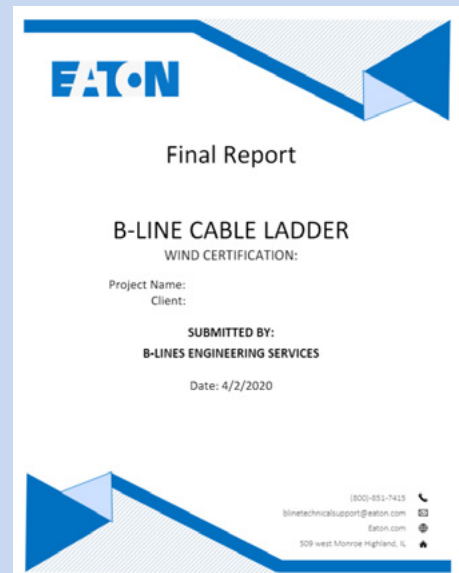 EATON
Final Report
B-LINE CABLE LADDER
WIND CERTIFICATION:
Project Name:
Client:
SUBMITTED BY:
B-LINES ENGINEERING SERVICES
Date: 4/2/2020
(800)-851-7415
blinetechnicalsupport@eaton.com
Eaton.com
509 west Monroe Highland, IL